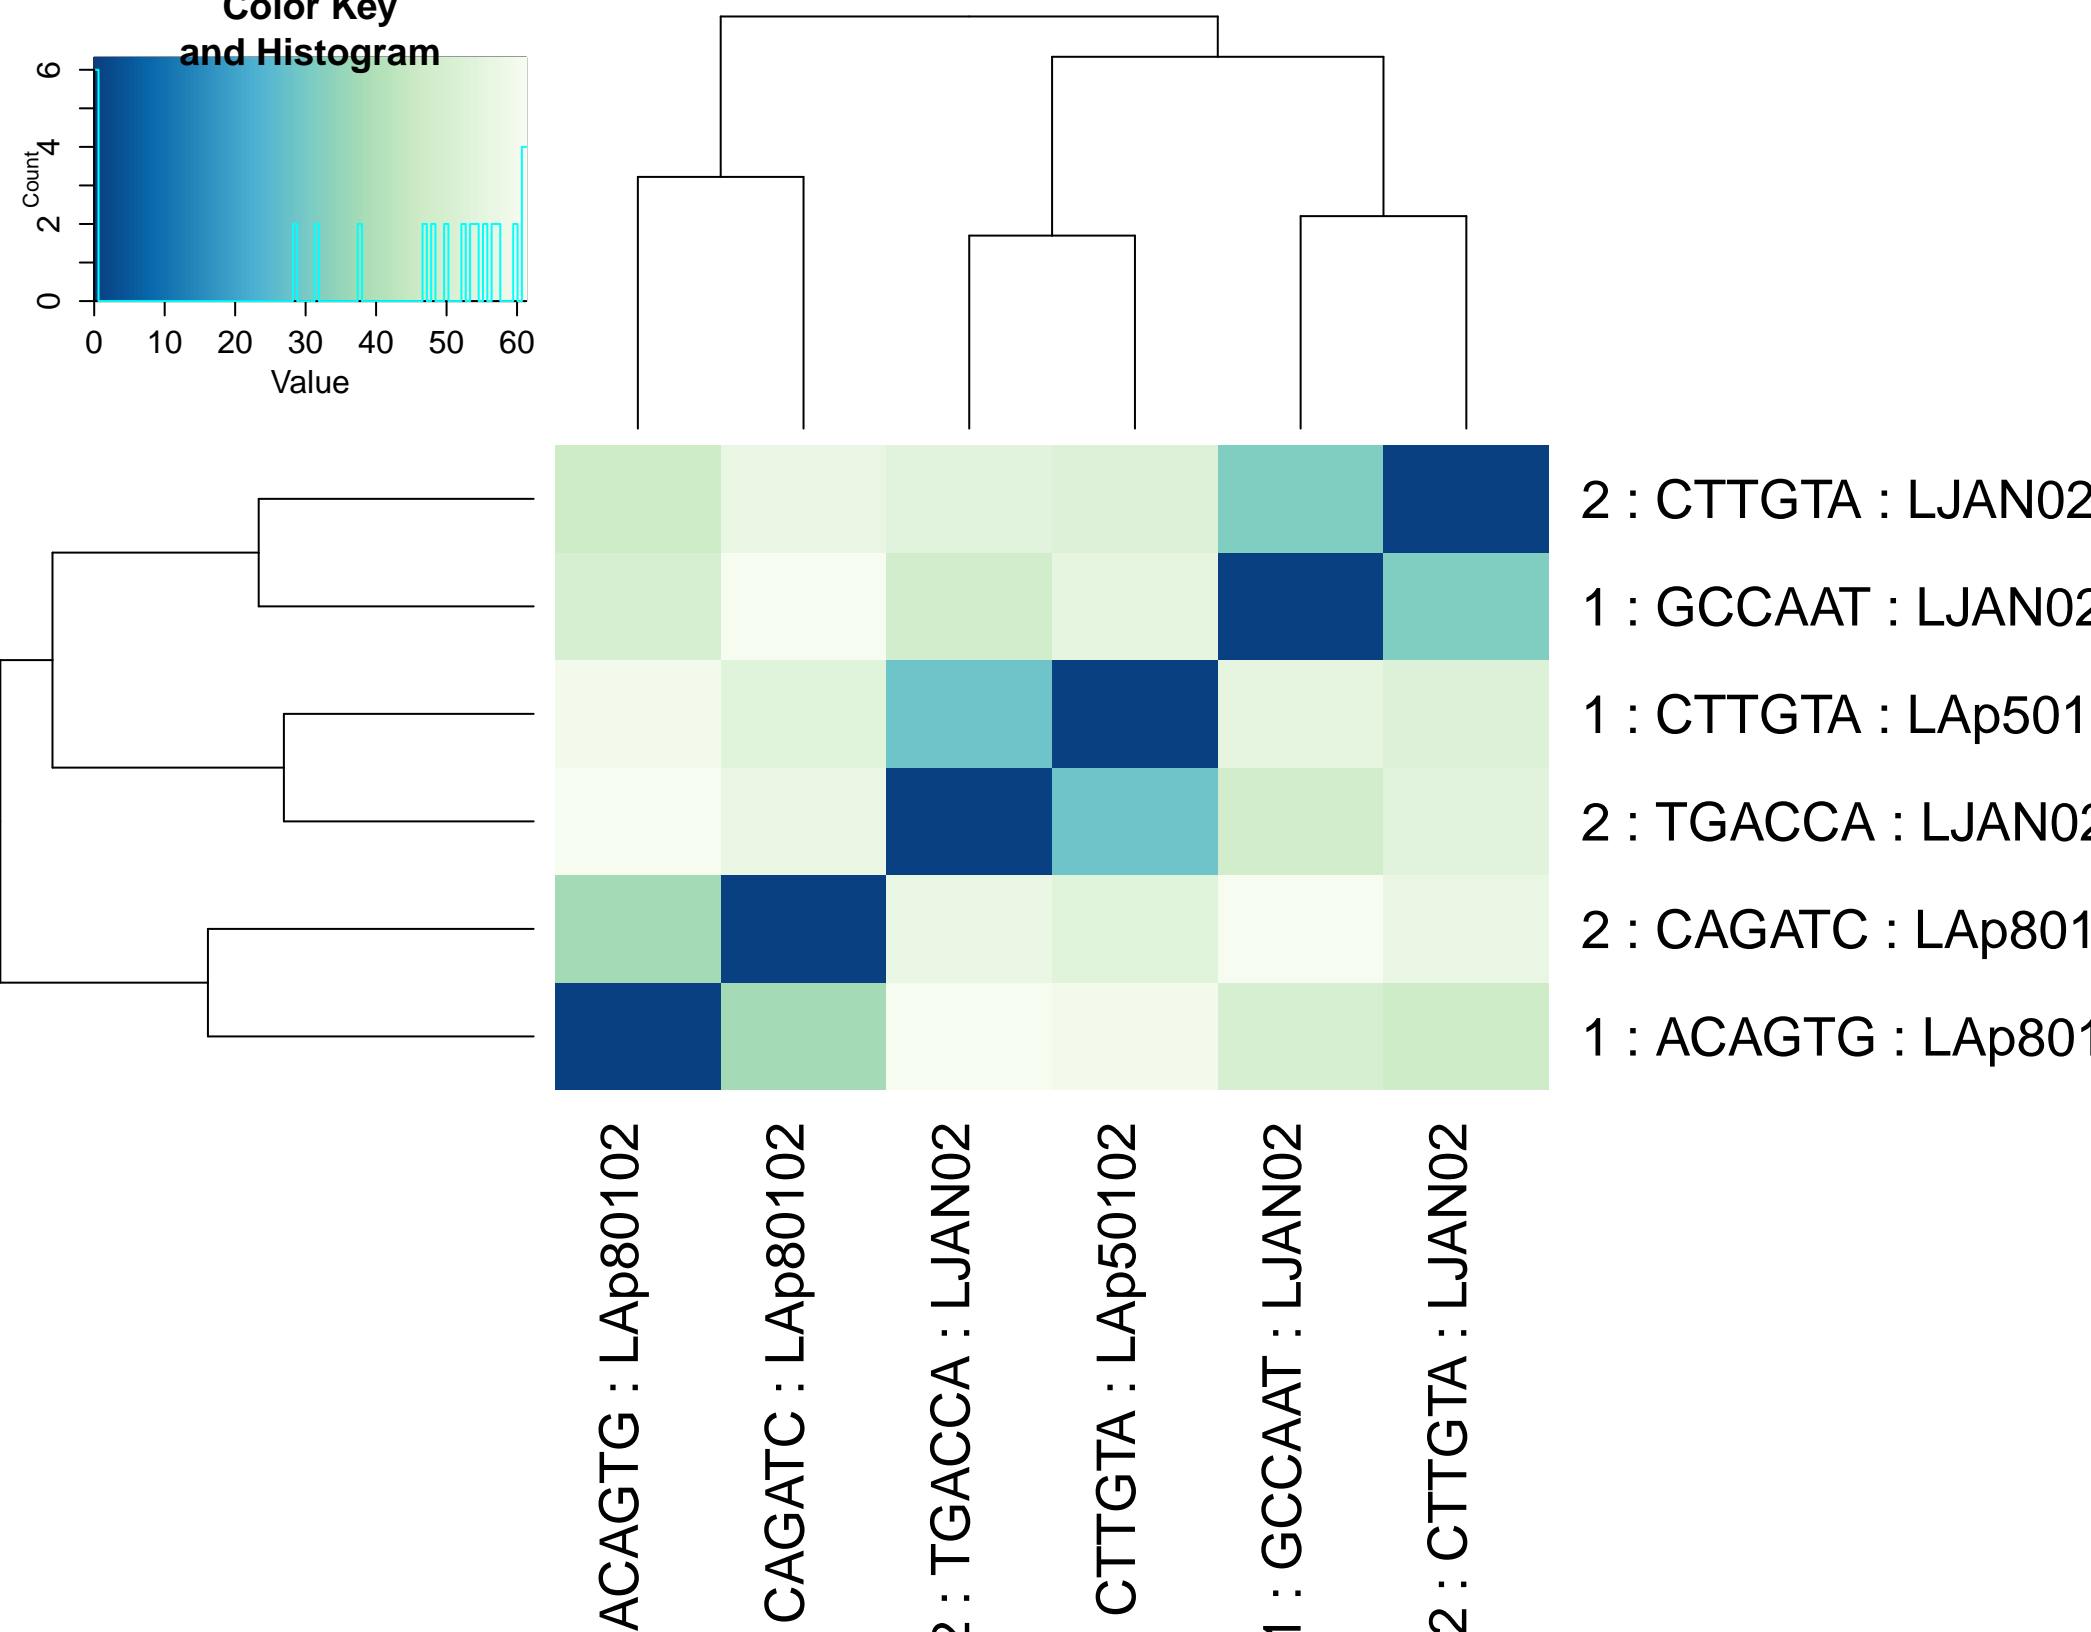 Color Key
and Histogram
6
4
2
0
Count
0 10 20 30 40 50 60
Value
2 : CTTGTA : LJAN02
1 : GCCAAT : LJAN02
1 : CTTGTA : LAp501
2 : TGACCA : LJAN02
2 : CAGATC : LAp801
1 : ACAGTG : LAp801
ACAGTG : LAp80102
CAGATC : LAp80102
2 : TGACCA : LJAN02
CTTGTA : LAp50102
1 : GCCAAT : LJAN02
2 : CTTGTA : LJAN02